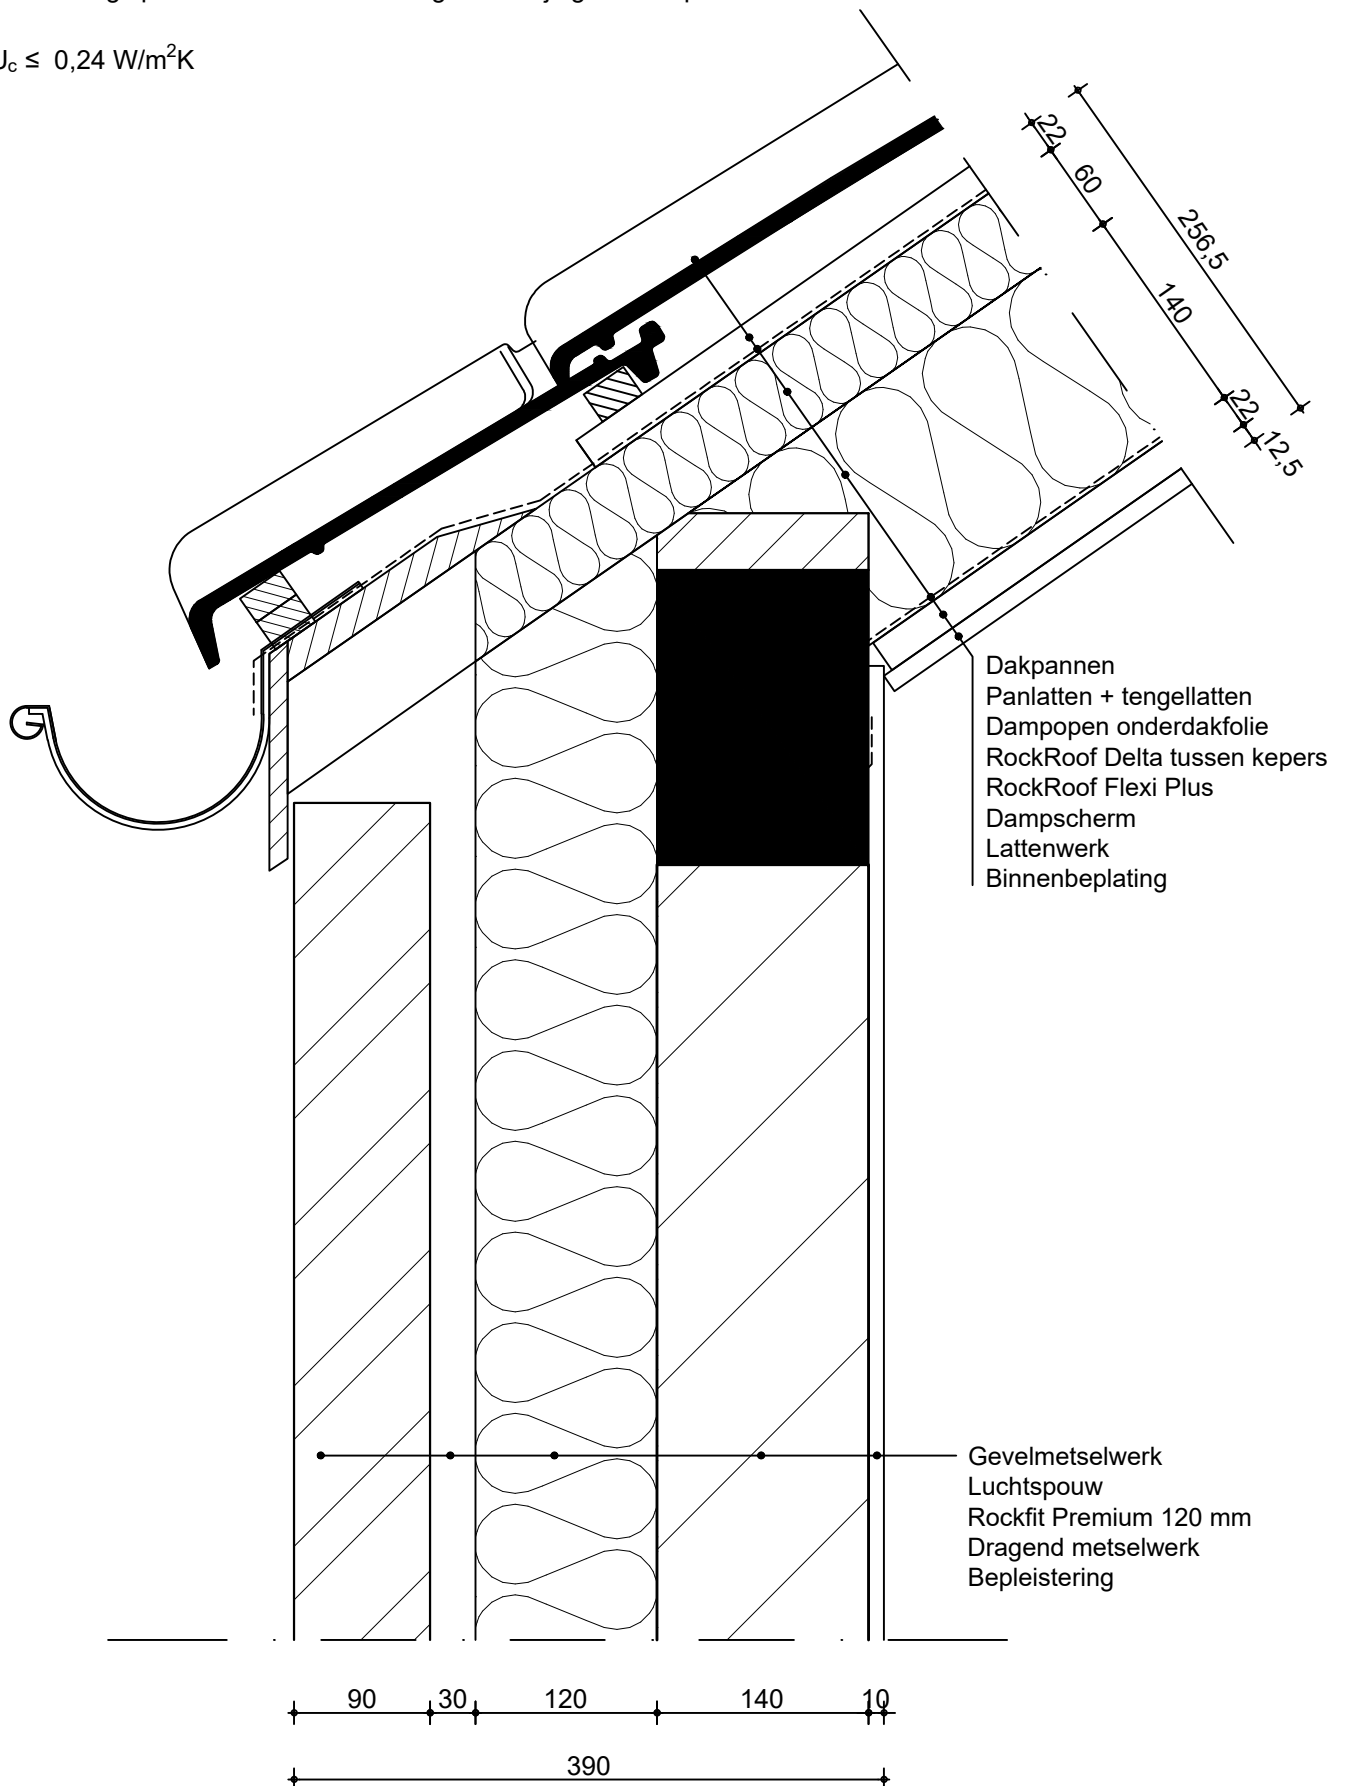 U꜀ ≤ 0,24 W/m²K
22
60
256,5
140
22
12,5
Dakpannen
Panlatten + tengellatten
Dampopen onderdakfolie
RockRoof Delta tussen kepers
RockRoof Flexi Plus
Dampscherm
Lattenwerk
Binnenbeplating
Gevelmetselwerk
Luchtspouw
Rockfit Premium 120 mm
Dragend metselwerk
Bepleistering
90 30 120 140 10
390